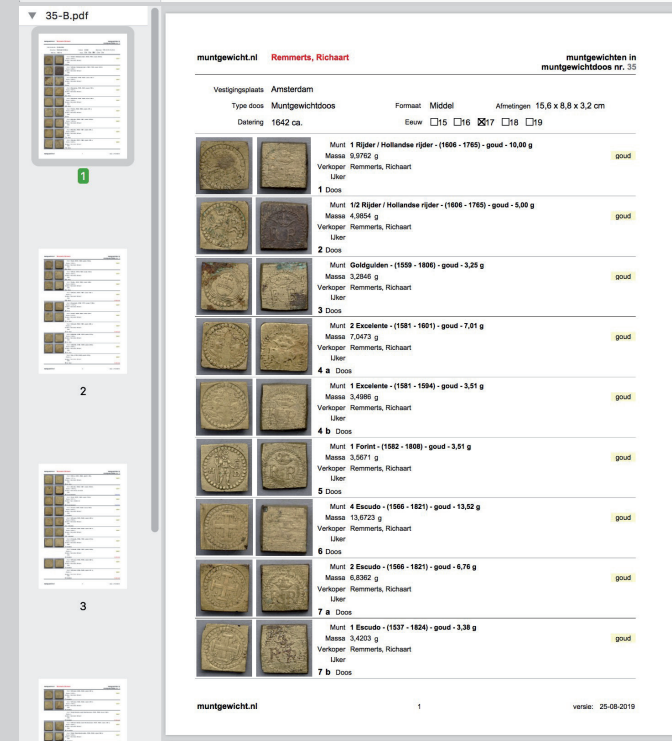 35-B.pdf
1
2
3
muntgewicht.nl Remmerts, Richaart muntgewichten in
muntgewichtdoos nr. 35
Vestigingsplaats Amsterdam
Type doos Muntgewichtdoos Formaat Middel Afmetingen 15,6 x 8,8 x 3,2 cm
Datering 1642 ca. Eeuw ☐15 ☐16 ☒17 ☐18 ☐19
Munt 1 Rijder / Hollandse rijder - (1606 - 1765) - goud - 10,00 g
Massa 9,9762 g goud
Verkoper Remmerts, Richaart
IJker
1 Doos
Munt 1/2 Rijder / Hollandse rijder - (1606 - 1765) - goud - 5,00 g
Massa 4,9854 g goud
Verkoper Remmerts, Richaart
IJker
2 Doos
Munt Goldgulden - (1559 - 1806) - goud - 3,25 g
Massa 3,2846 g goud
Verkoper Remmerts, Richaart
IJker
3 Doos
Munt 2 Excelente - (1581 - 1601) - goud - 7,01 g
Massa 7,0473 g goud
Verkoper Remmerts, Richaart
IJker
4 a Doos
Munt 1 Excelente - (1581 - 1594) - goud - 3,51 g
Massa 3,4986 g goud
Verkoper Remmerts, Richaart
IJker
4 b Doos
Munt 1 Forint - (1582 - 1808) - goud - 3,51 g
Massa 3,5671 g goud
Verkoper Remmerts, Richaart
IJker
5 Doos
Munt 4 Escudo - (1566 - 1821) - goud - 13,52 g
Massa 13,6723 g goud
Verkoper Remmerts, Richaart
IJker
6 Doos
Munt 2 Escudo - (1566 - 1821) - goud - 6,76 g
Massa 6,8362 g goud
Verkoper Remmerts, Richaart
IJker
7 a Doos
Munt 1 Escudo - (1537 - 1824) - goud - 3,38 g
Massa 3,4203 g goud
Verkoper Remmerts, Richaart
IJker
7 b Doos
muntgewicht.nl 1 versie: 25-08-2019